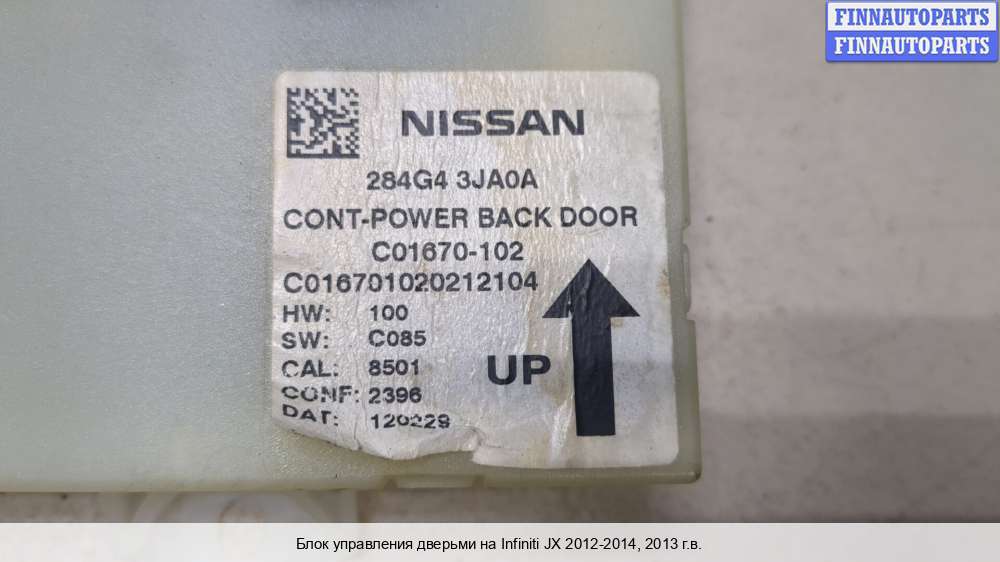 FINNAUTOPARTS
FINNAUTOPARTS
NISSAN
284G4 3JA0A
CONT-POWER BACK DOOR
C01670-102
C016701020212104
HW: 100
SW: C085
CAL: 8501
CONF: 2396
DAT: 120229
UP
Блок управления дверьми на Infiniti JX 2012-2014, 2013 г.в.